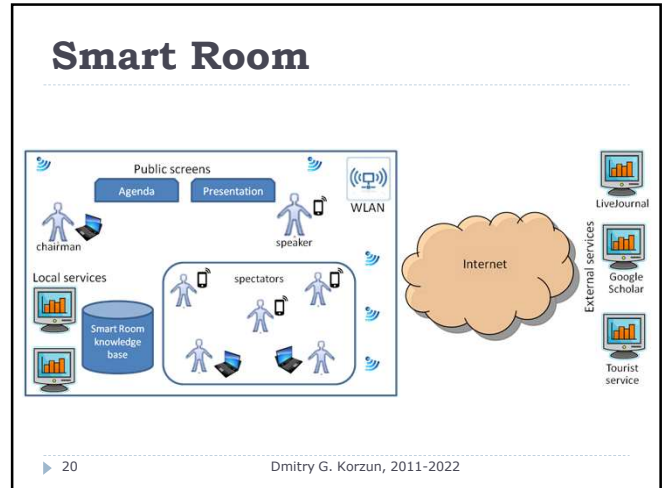 Smart Room
Public screens
Agenda
Presentation
WLAN
chairman
speaker
Local services
spectators
Smart Room
knowledge
base
Internet
External services
LiveJournal
Google
Scholar
Tourist
service
20
Dmitry G. Korzun, 2011-2022